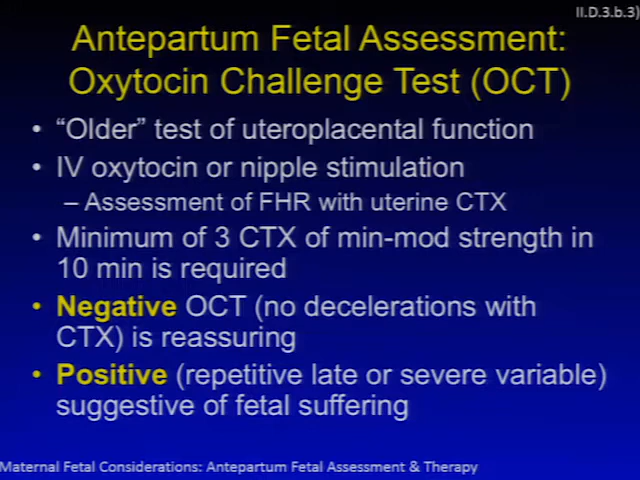 II.D.3.b.3)
Antepartum Fetal Assessment:
Oxytocin Challenge Test (OCT)
• “Older” test of uteroplacental function
• IV oxytocin or nipple stimulation
– Assessment of FHR with uterine CTX
• Minimum of 3 CTX of min-mod strength in
10 min is required
• Negative OCT (no decelerations with
CTX) is reassuring
• Positive (repetitive late or severe variable)
suggestive of fetal suffering
Maternal Fetal Considerations: Antepartum Fetal Assessment & Therapy